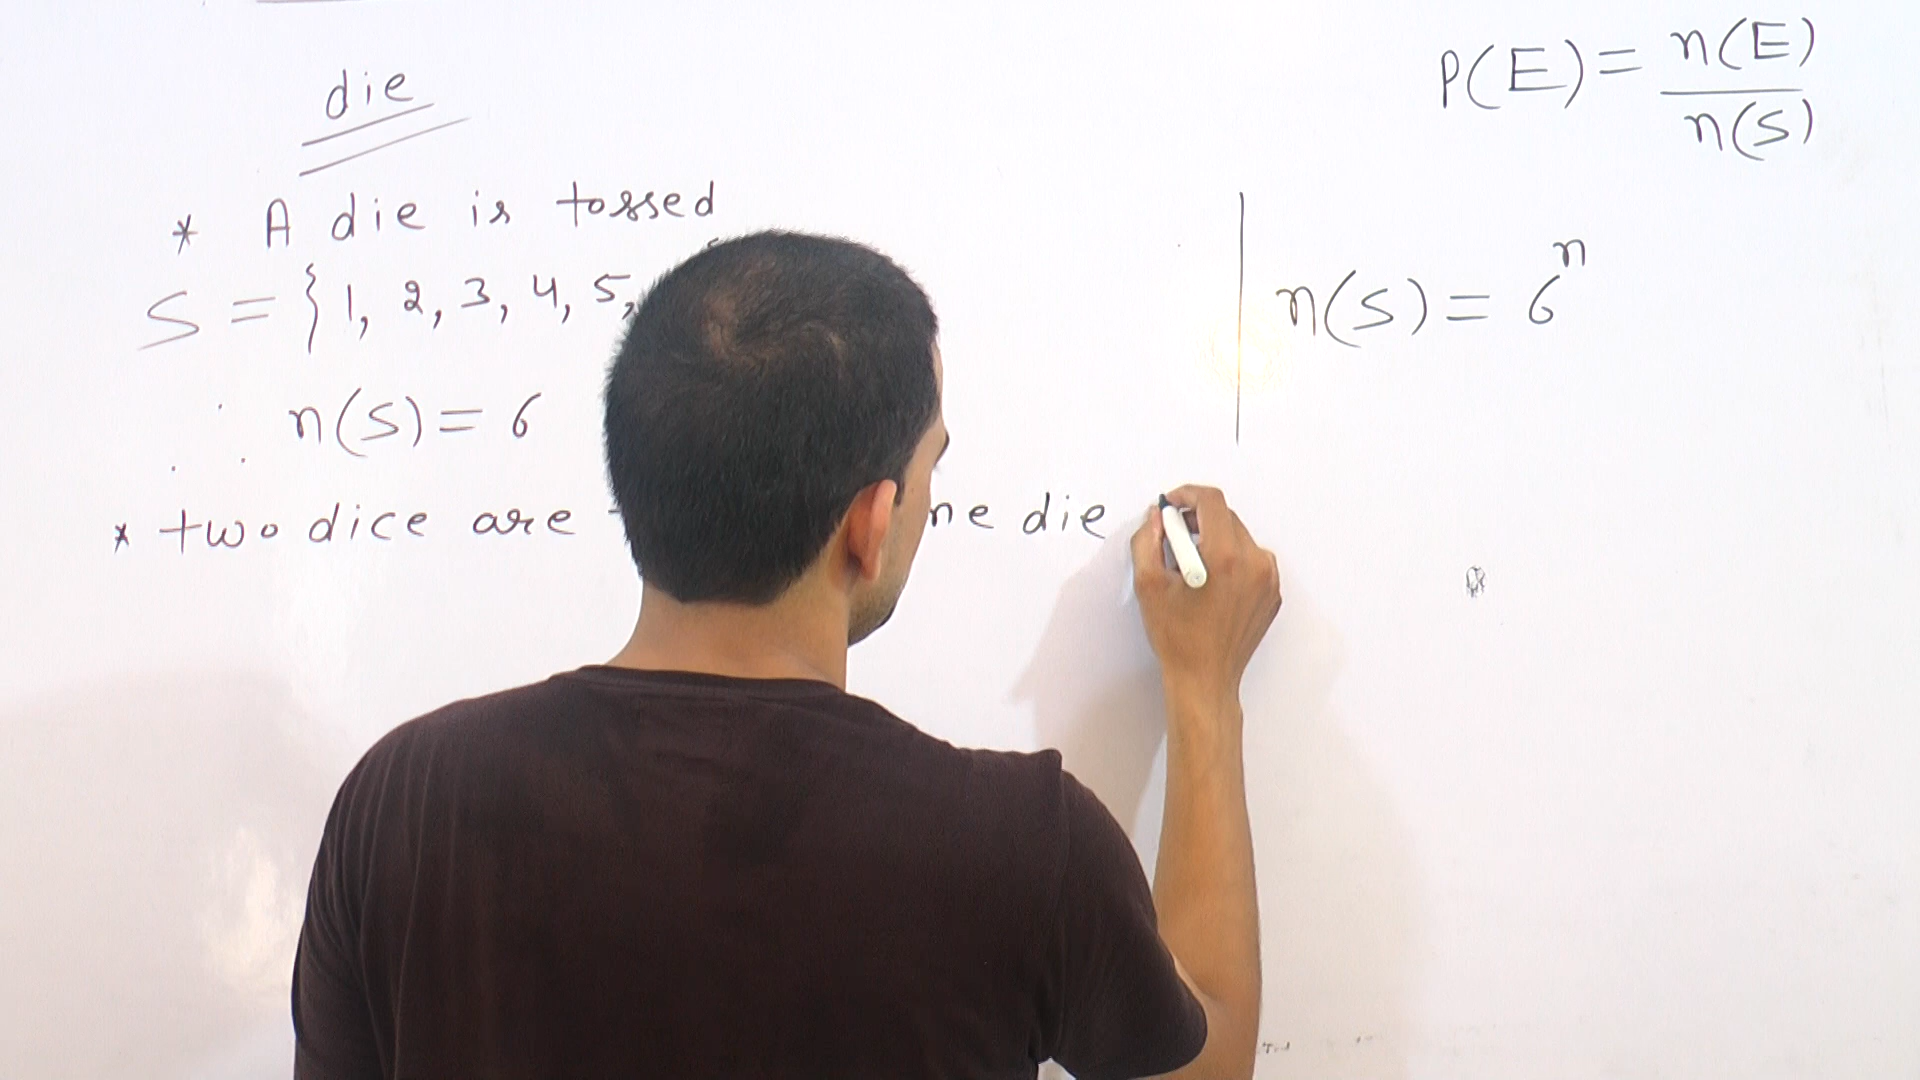 die
P(E) = n(E)/n(S)
* A die is tossed
S = {1, 2, 3, 4, 5,
n(S) = 6^n
∴ n(S) = 6
* two dice are ne die